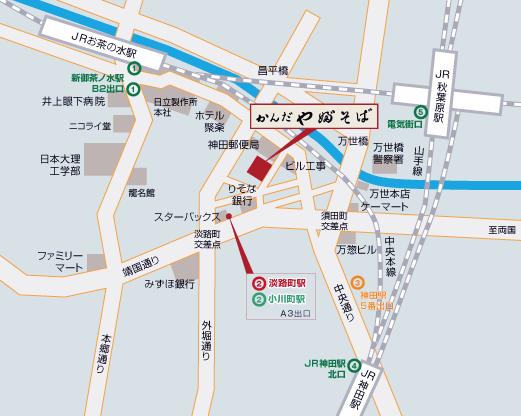 JRお茶の水駅
1
新御茶ノ水駅
B2出口
1
井上眼下病院
日立製作所
本社
ニコライ堂
日本大理
工学部
龍名館
ホテル
聚楽
昌平橋
かんだ やぶそば
神田郵便局
ビル工事
万世橋
万世橋
警察署
JR秋葉原駅
5
電気街口
山手線
万世本店
ケーマート
りそな
銀行
スターバックス
淡路町
交差点
須田町
交差点
至両国
万惣ビル
中央本線
ファミリー
マート
靖国通り
みずほ銀行
2 淡路町駅
2 小川町駅
A3出口
3
神田駅
5番出口
中央通り
外堀通り
本郷通り
JR神田駅
北口
4
JR神田駅